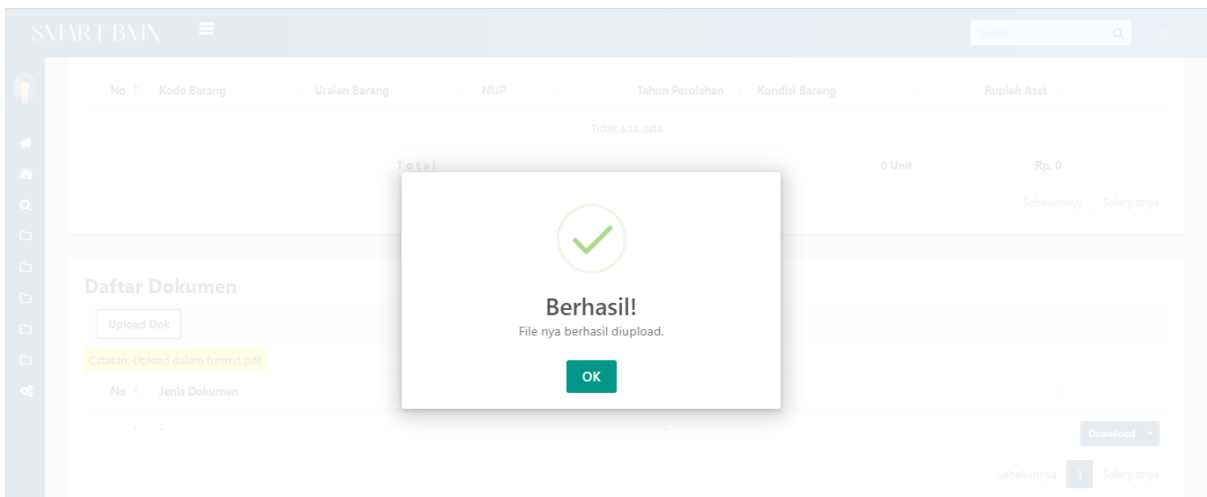 SMART BMN
Search
No Kode Barang Uraian Barang NUP Tahun Perolehan Kondisi Barang Rupiah Aset
Tidak ada data
Total 0 Unit Rp. 0
Sebelumnya Selanjutnya
Daftar Dokumen
Upload Dok
Catatan: Upload dalam format pdf
No Jenis Dokumen
1. - - Download
Sebelumnya 1 Selanjutnya
Berhasil!
File nya berhasil diupload.
OK